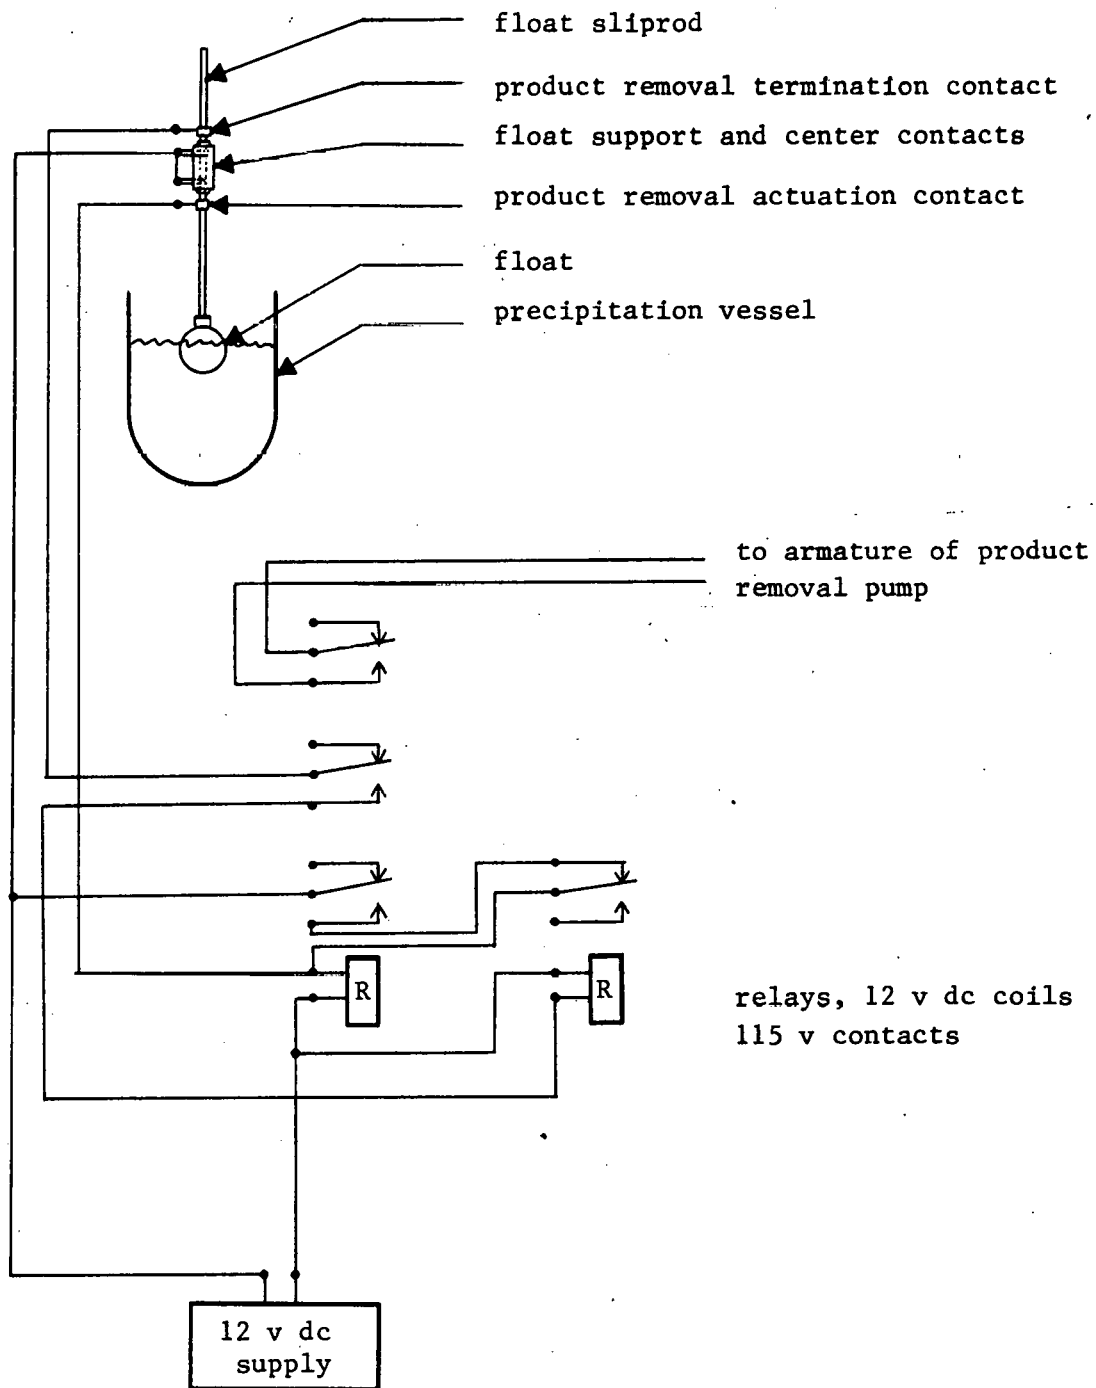 float sliprod
product removal termination contact
float support and center contacts
product removal actuation contact
float
precipitation vessel
to armature of product
removal pump
R
R
relays, 12 v dc coils
115 v contacts
12 v dc
supply